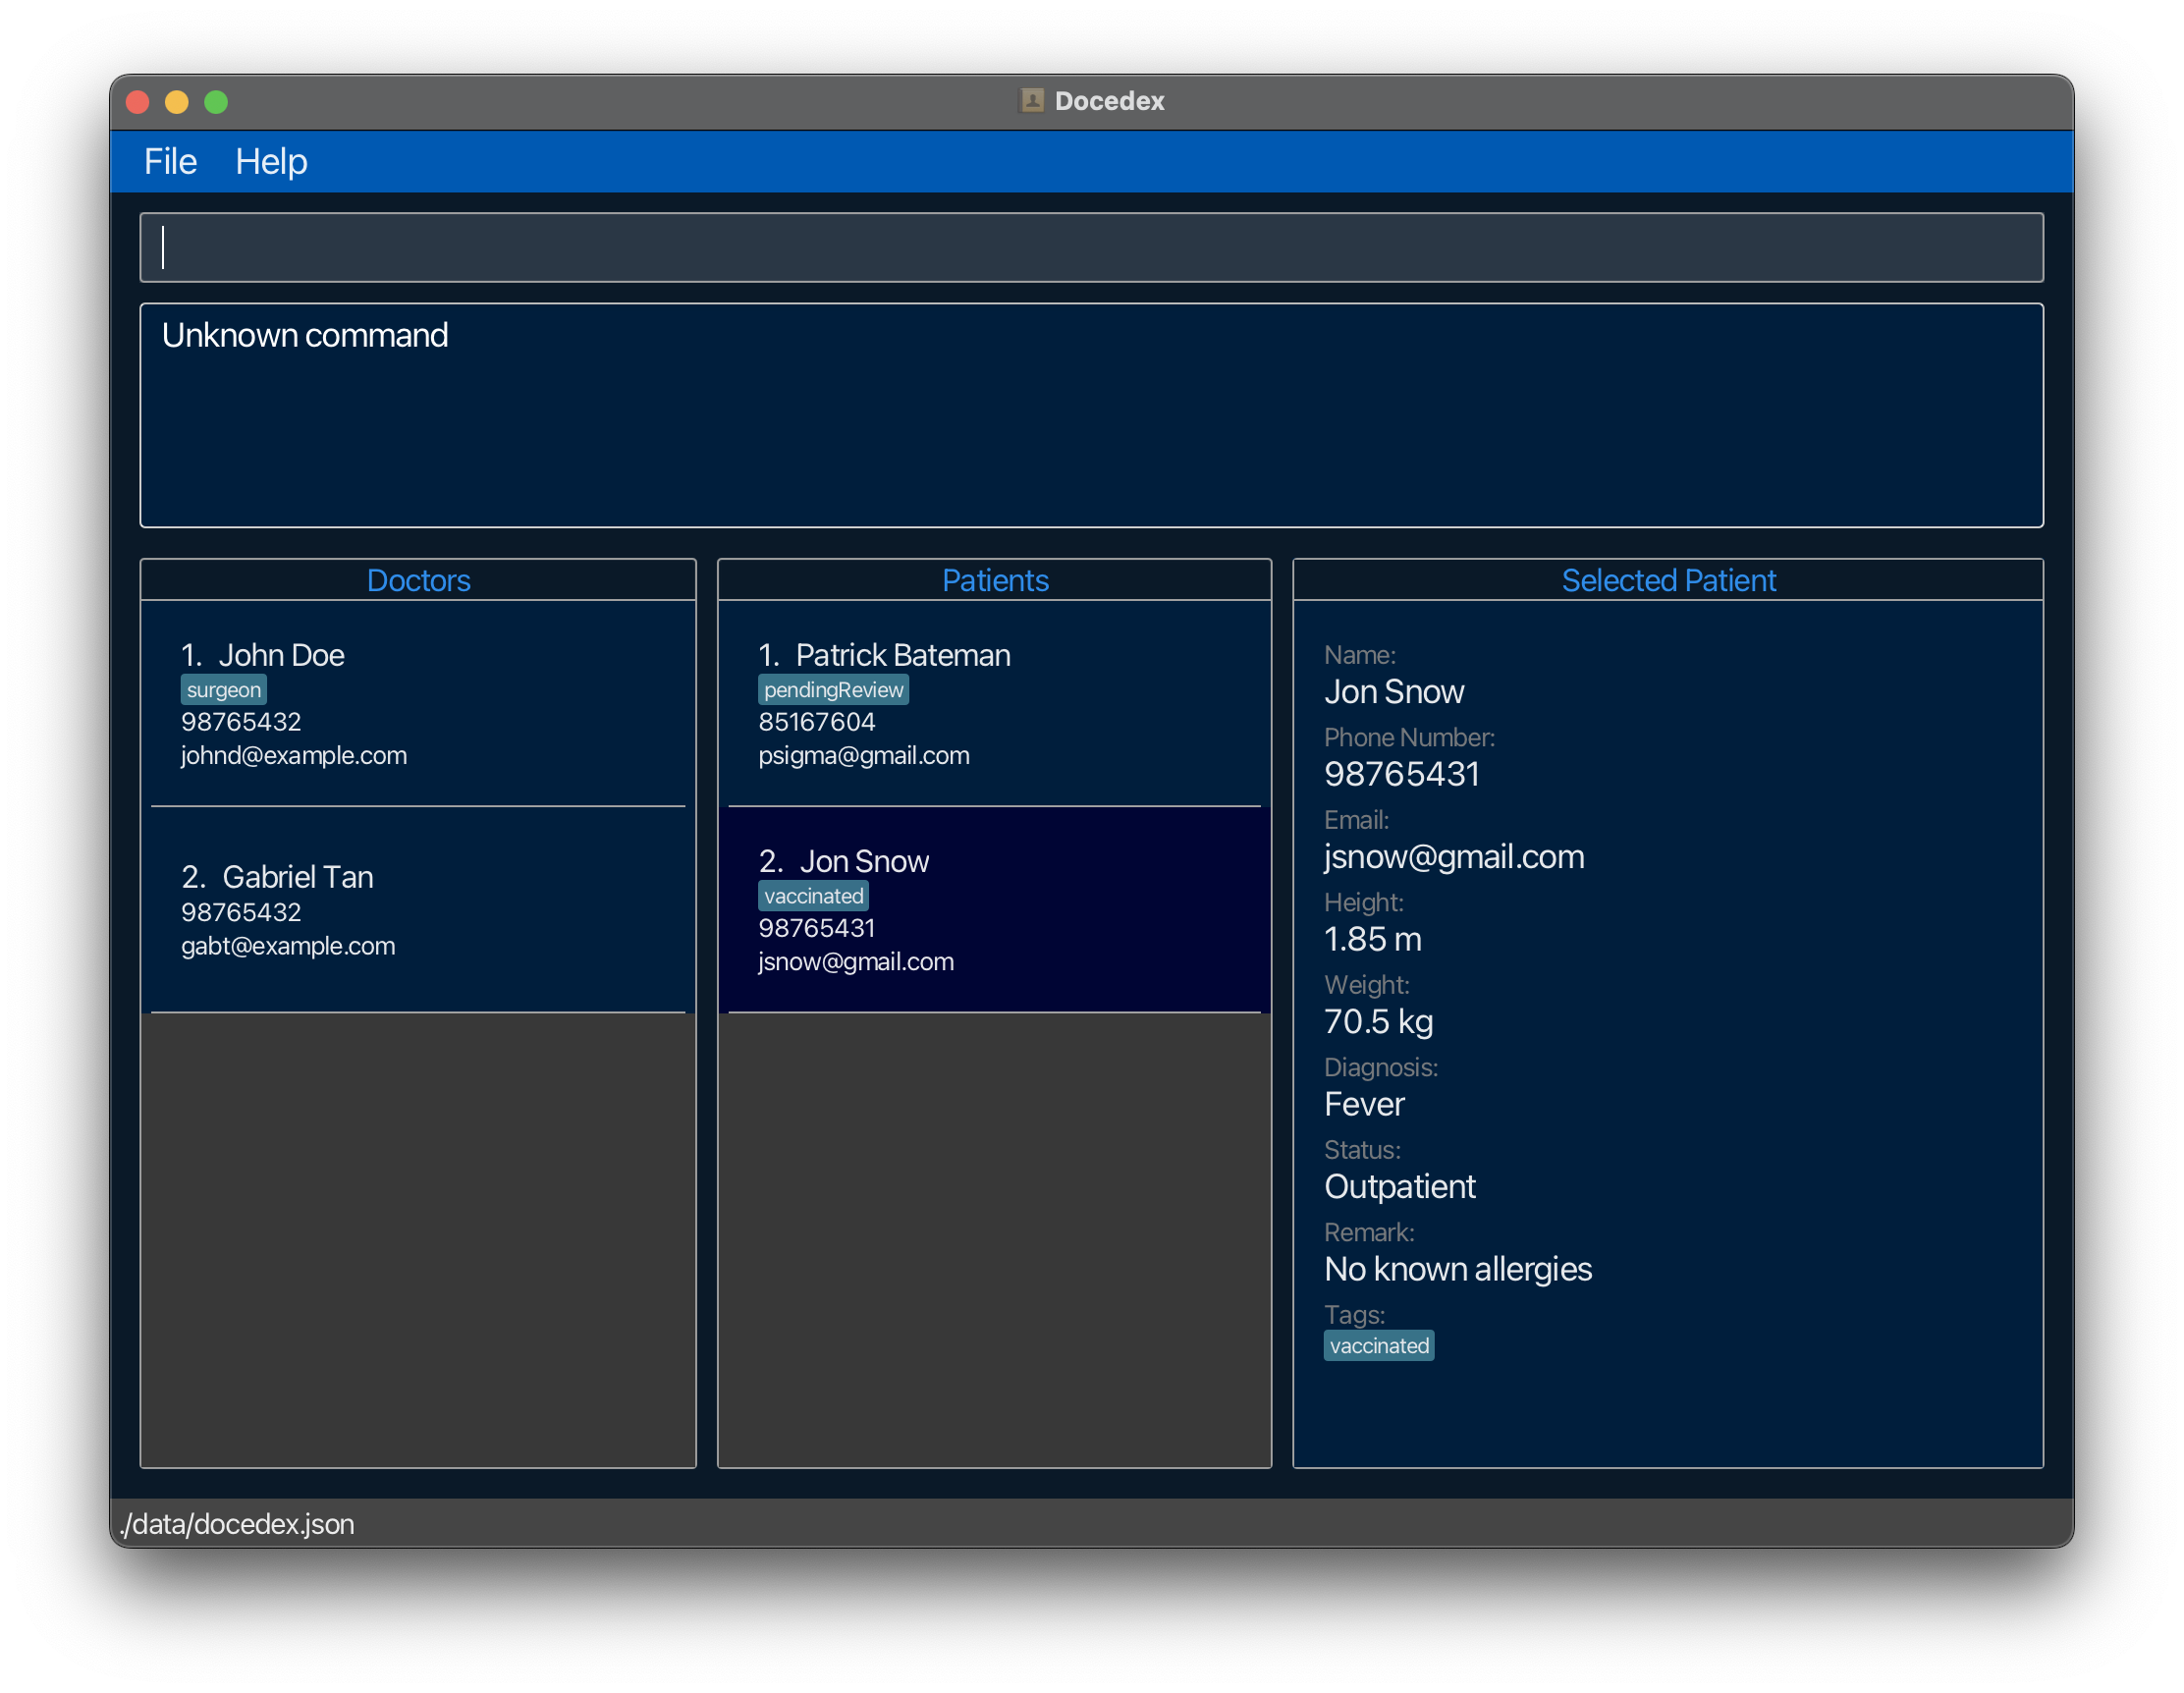 Docedex
File Help
Unknown command
Doctors
1. John Doe
surgeon
98765432
johnd@example.com
2. Gabriel Tan
98765432
gabt@example.com
Patients
1. Patrick Bateman
pendingReview
85167604
psigma@gmail.com
2. Jon Snow
vaccinated
98765431
jsnow@gmail.com
Selected Patient
Name:
Jon Snow
Phone Number:
98765431
Email:
jsnow@gmail.com
Height:
1.85 m
Weight:
70.5 kg
Diagnosis:
Fever
Status:
Outpatient
Remark:
No known allergies
Tags:
vaccinated
./data/docedex.json